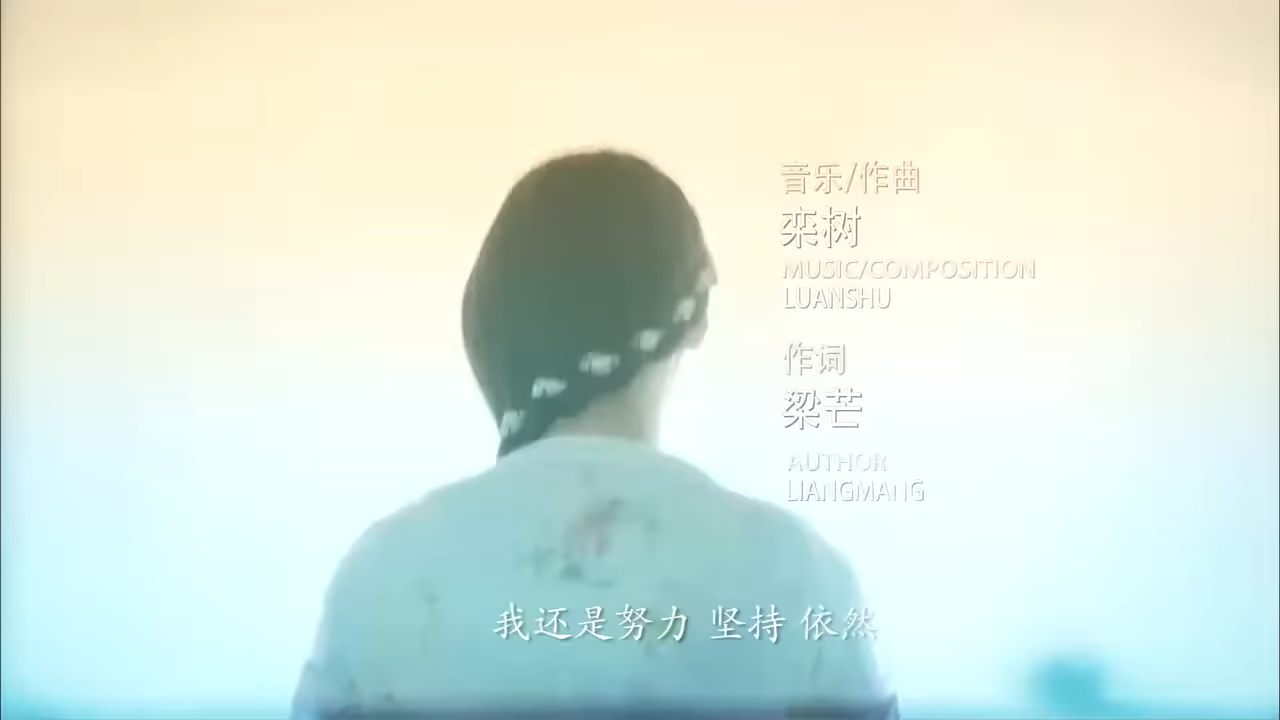 音乐/作曲
栾树
MUSIC/COMPOSITION
LUANSHU
作词
梁芒
AUTHOR
LIANGMANG
我还是努力 坚持 依然